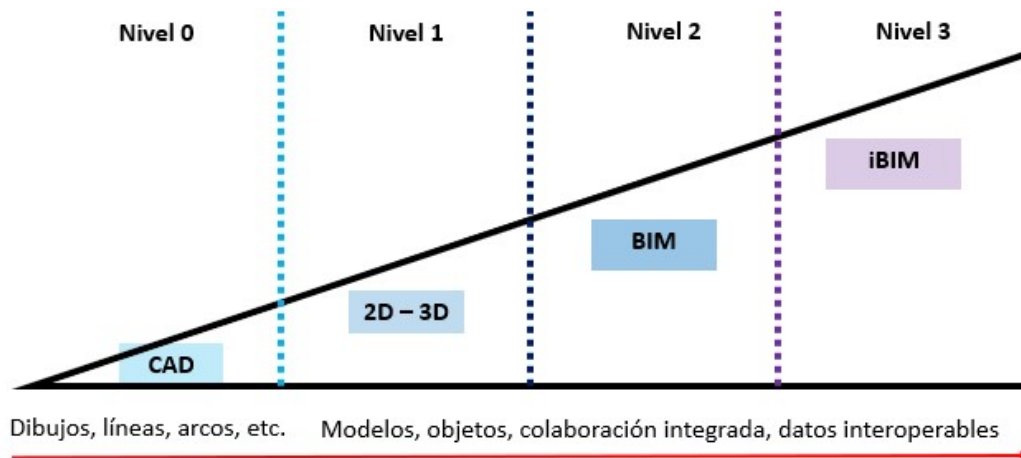 Nivel 0
Nivel 1
Nivel 2
Nivel 3
iBIM
BIM
2D – 3D
CAD
Dibujos, líneas, arcos, etc.
Modelos, objetos, colaboración integrada, datos interoperables